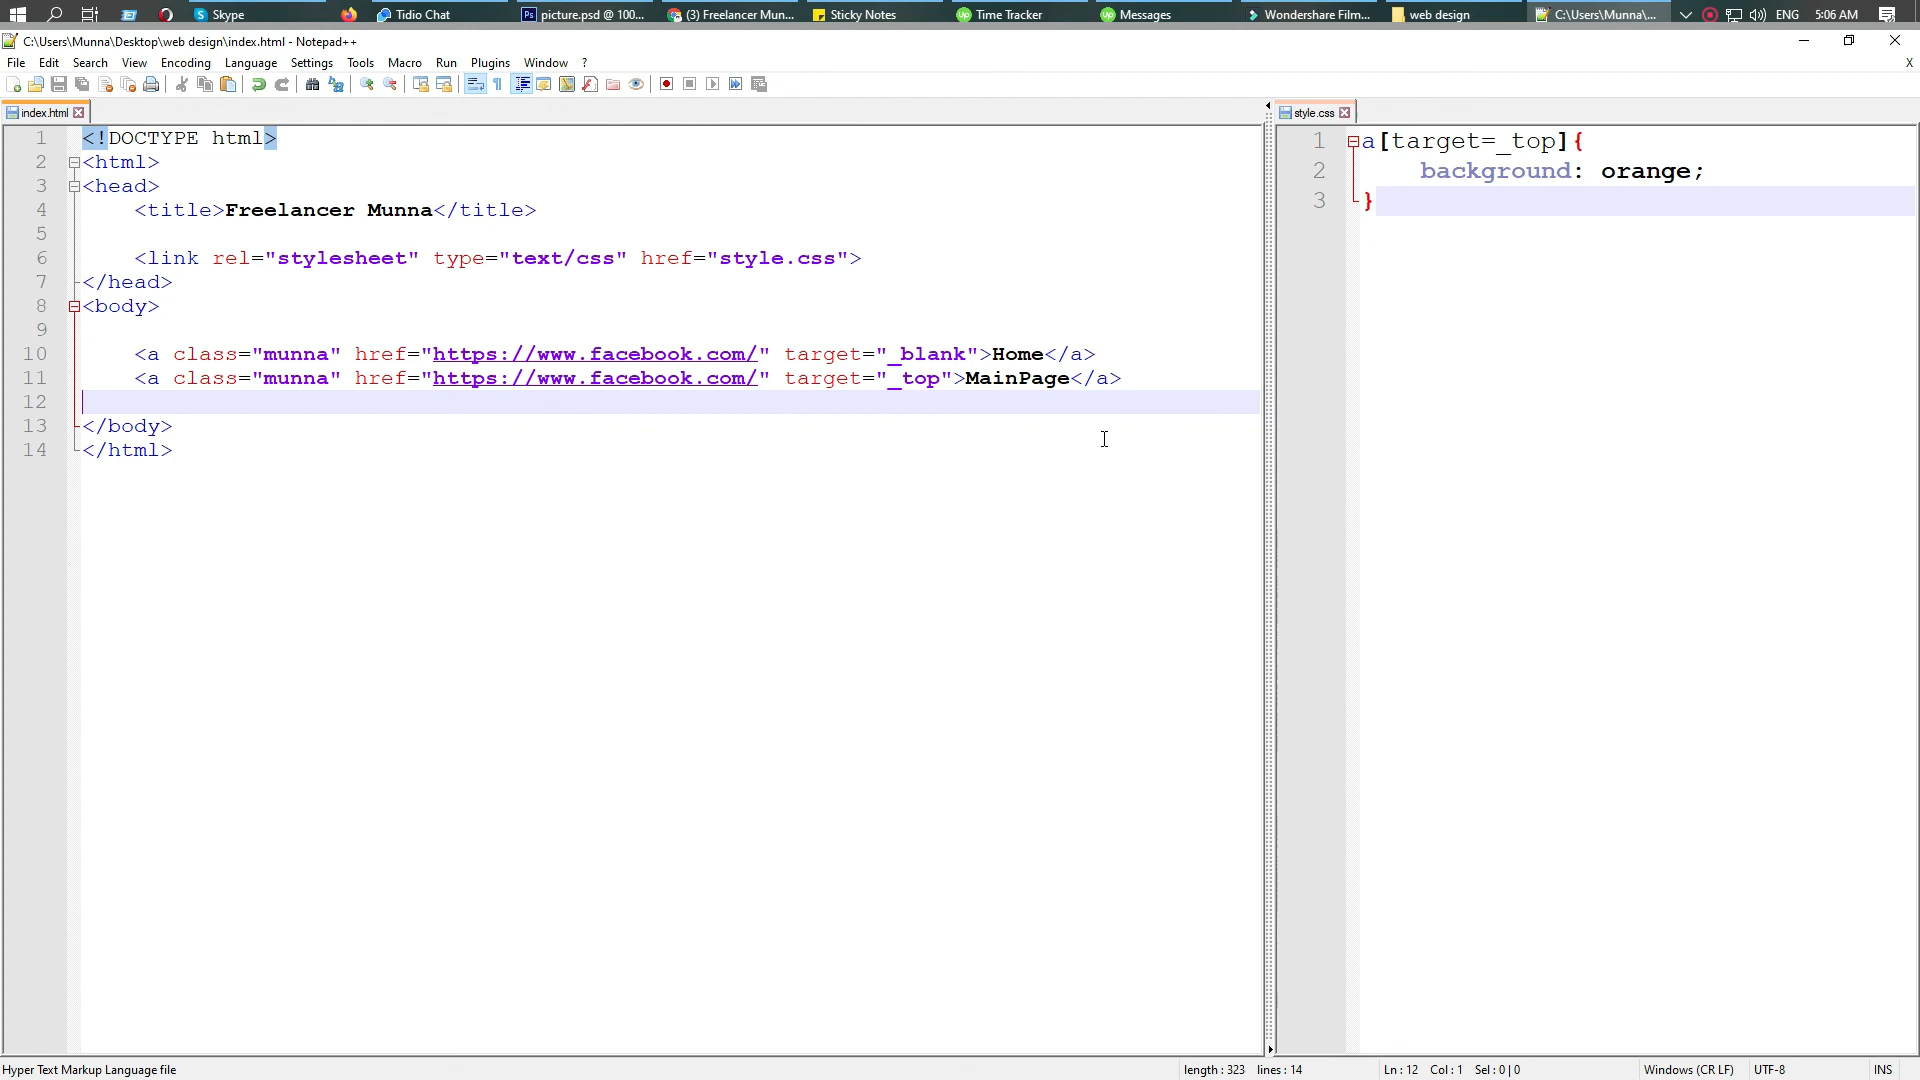 Skype
Tidio Chat
Ps picture.psd @ 100...
(3) Freelancer Mun...
Sticky Notes
Up Time Tracker
Up Messages
Wondershare Film...
web design
C:\Users\Munna\...
ENG
5:06 AM
C:\Users\Munna\Desktop\web design\index.html - Notepad++
File Edit Search View Encoding Language Settings Tools Macro Run Plugins Window ?
X
index.html
style.css
1 <!DOCTYPE html>
2 <html>
3 <head>
4 <title>Freelancer Munna</title>
5
6 <link rel="stylesheet" type="text/css" href="style.css">
7 </head>
8 <body>
9
10 <a class="munna" href="https://www.facebook.com/" target="_blank">Home</a>
11 <a class="munna" href="https://www.facebook.com/" target="_top">MainPage</a>
12
13 </body>
14 </html>
1 a[target=_top]{
2 background: orange;
3 }
Hyper Text Markup Language file
length : 323 lines : 14
Ln : 12 Col : 1 Sel : 0 | 0
Windows (CR LF)
UTF-8
INS